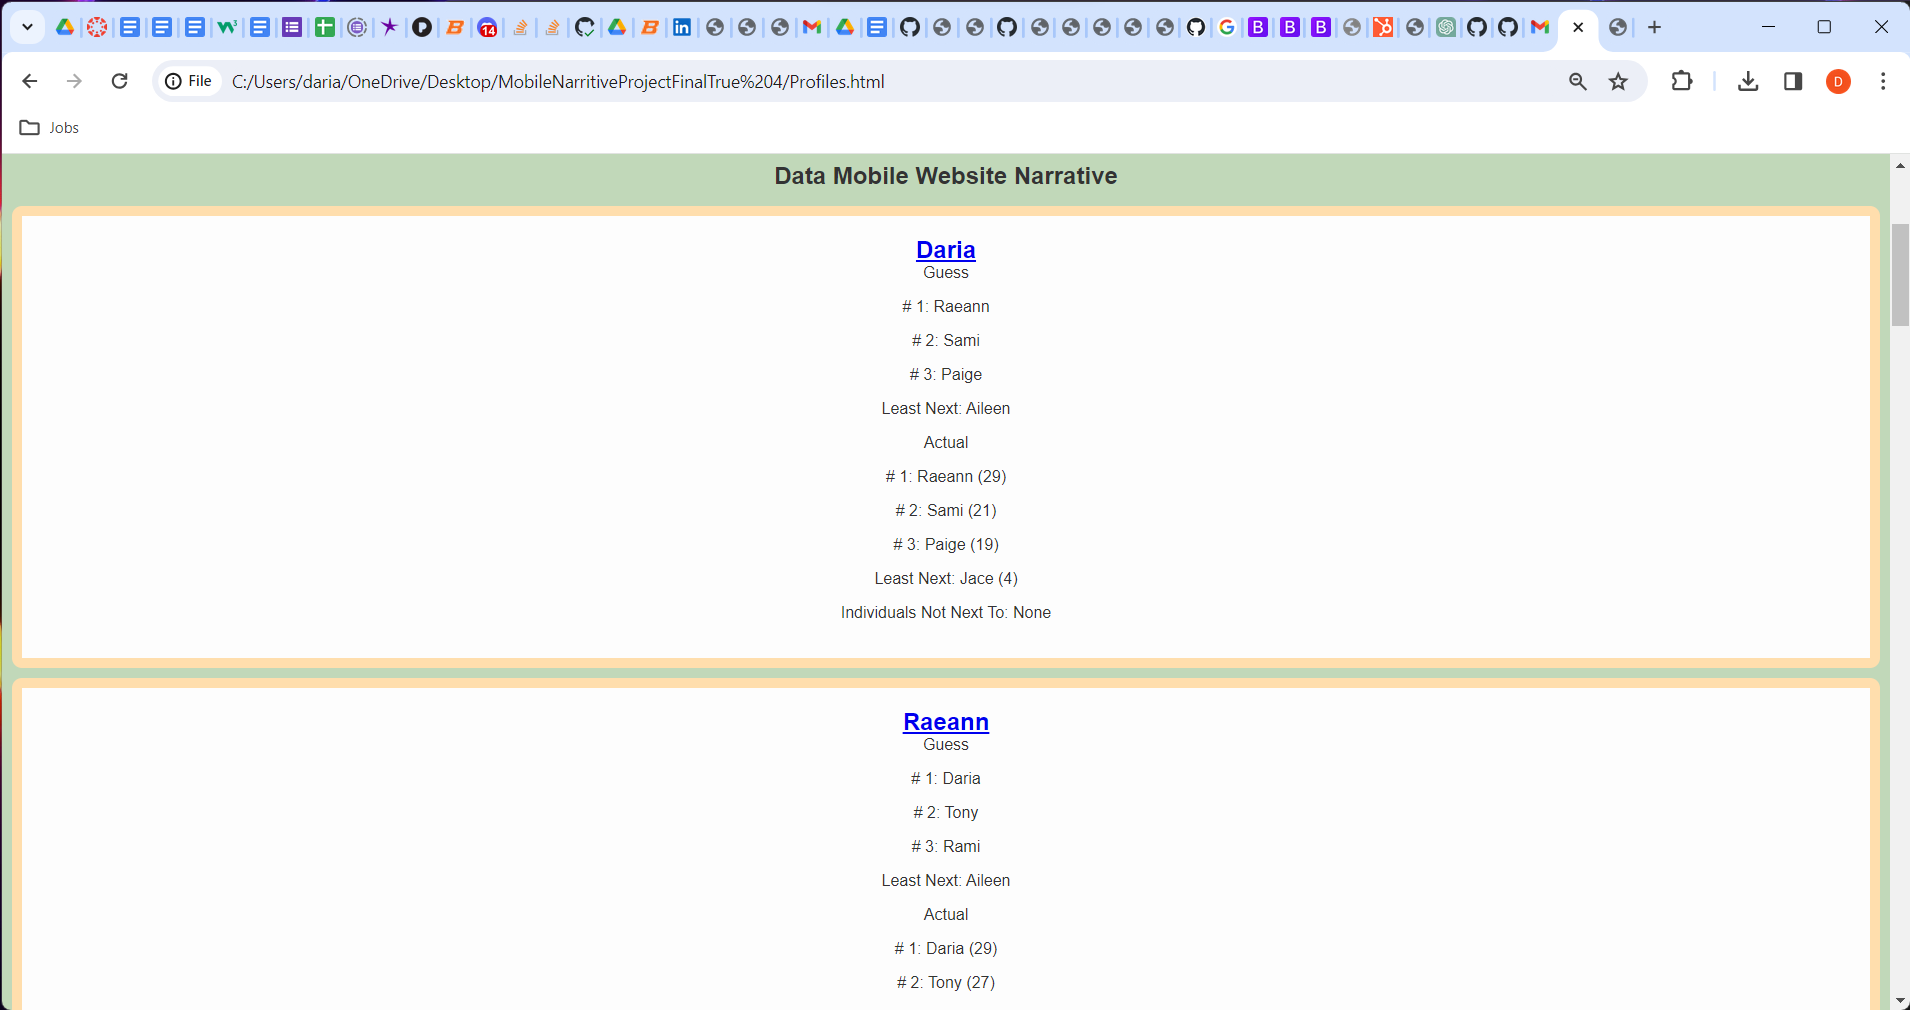 14
File
C:/Users/daria/OneDrive/Desktop/MobileNarritiveProjectFinalTrue%204/Profiles.html
D
Jobs
Data Mobile Website Narrative
Daria
Guess
# 1: Raeann
# 2: Sami
# 3: Paige
Least Next: Aileen
Actual
# 1: Raeann (29)
# 2: Sami (21)
# 3: Paige (19)
Least Next: Jace (4)
Individuals Not Next To: None
Raeann
Guess
# 1: Daria
# 2: Tony
# 3: Rami
Least Next: Aileen
Actual
# 1: Daria (29)
# 2: Tony (27)